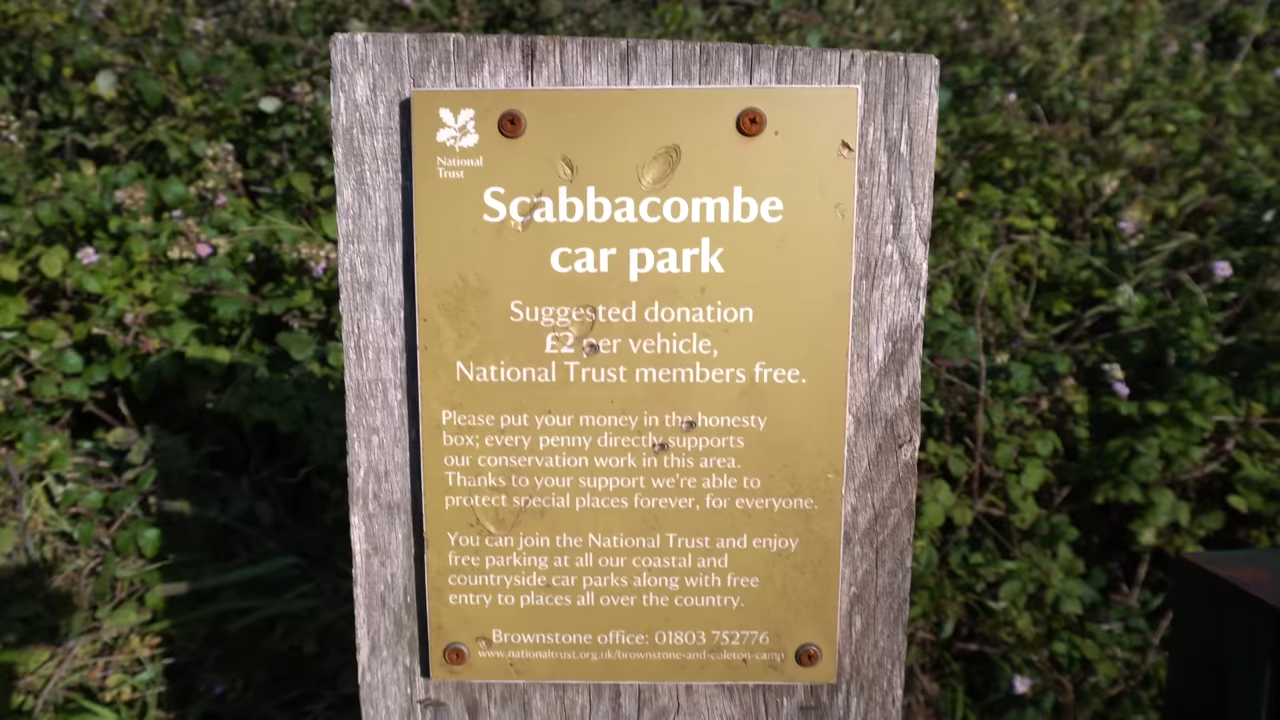 National
Trust
Scabbacombe
car park
Suggested donation
£2 per vehicle,
National Trust members free.
Please put your money in the honesty
box; every penny directly supports
our conservation work in this area.
Thanks to your support we're able to
protect special places forever, for everyone.
You can join the National Trust and enjoy
free parking at all our coastal and
countryside car parks along with free
entry to places all over the country.
Brownstone office: 01803 752776
www.nationaltrust.org.uk/brownstone-and-coleton-camp